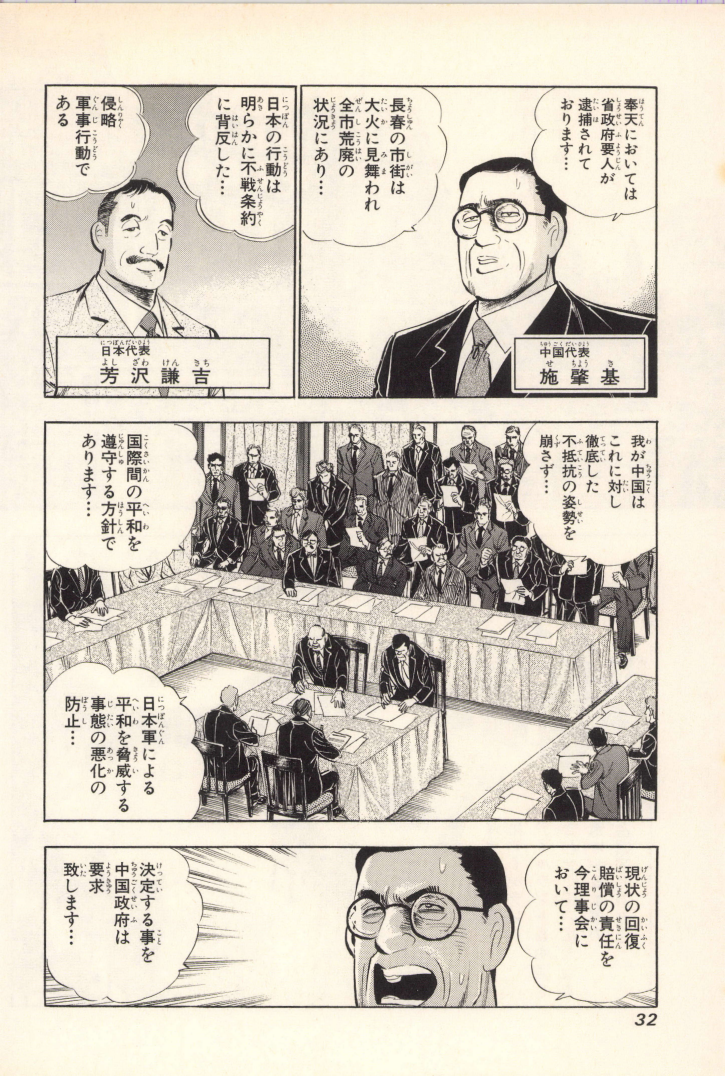 奉天においては
省政府要人が
逮捕されて
おります…
長春の市街は
大火に見舞われ
全市荒廃の
状況にあり…
中国代表
施肇基
日本の行動は
明らかに不戦条約
に背反した…
侵略
軍事行動で
ある
日本代表
芳沢謙吉
我が中国は
これに対し
徹底した
不抵抗の姿勢を
崩さず…
国際間の平和を
遵守する方針で
あります…
日本軍による
平和を脅威する
事態の悪化の
防止…
現状の回復
賠償の責任を
今理事会に
おいて…
決定する事を
中国政府は
要求
致します…
32